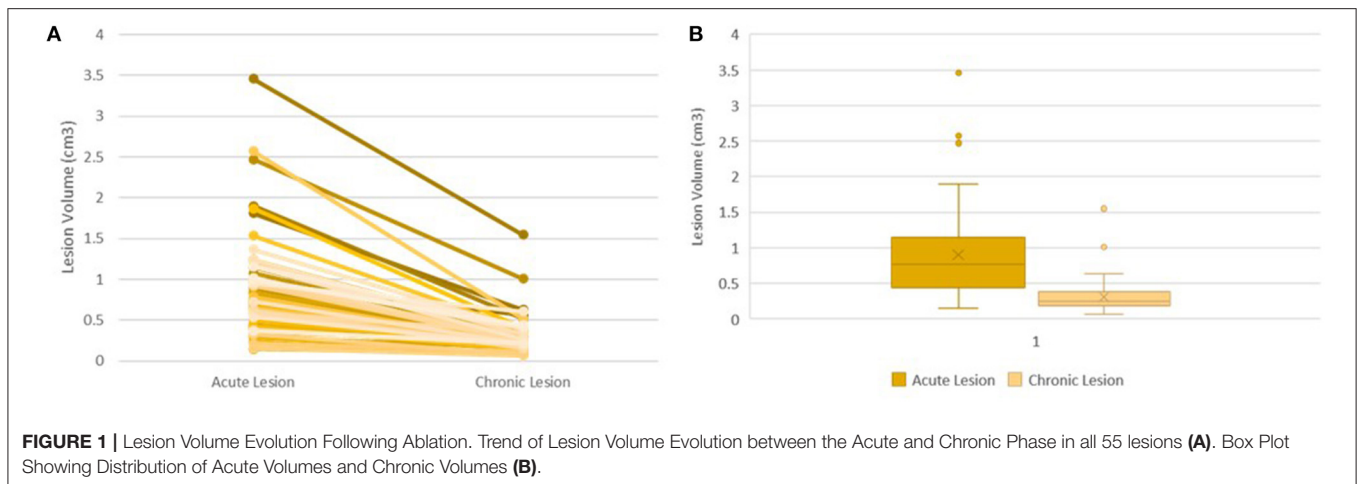 A
4
3.5
3
2.5
2
1.5
1
0.5
0
Lesion Volume (cm3)
Acute Lesion Chronic Lesion
B
4
3.5
3
2.5
2
1.5
1
0.5
0
Lesion Volume (cm3)
1
Acute Lesion Chronic Lesion
FIGURE 1 | Lesion Volume Evolution Following Ablation. Trend of Lesion Volume Evolution between the Acute and Chronic Phase in all 55 lesions (A). Box Plot
Showing Distribution of Acute Volumes and Chronic Volumes (B).